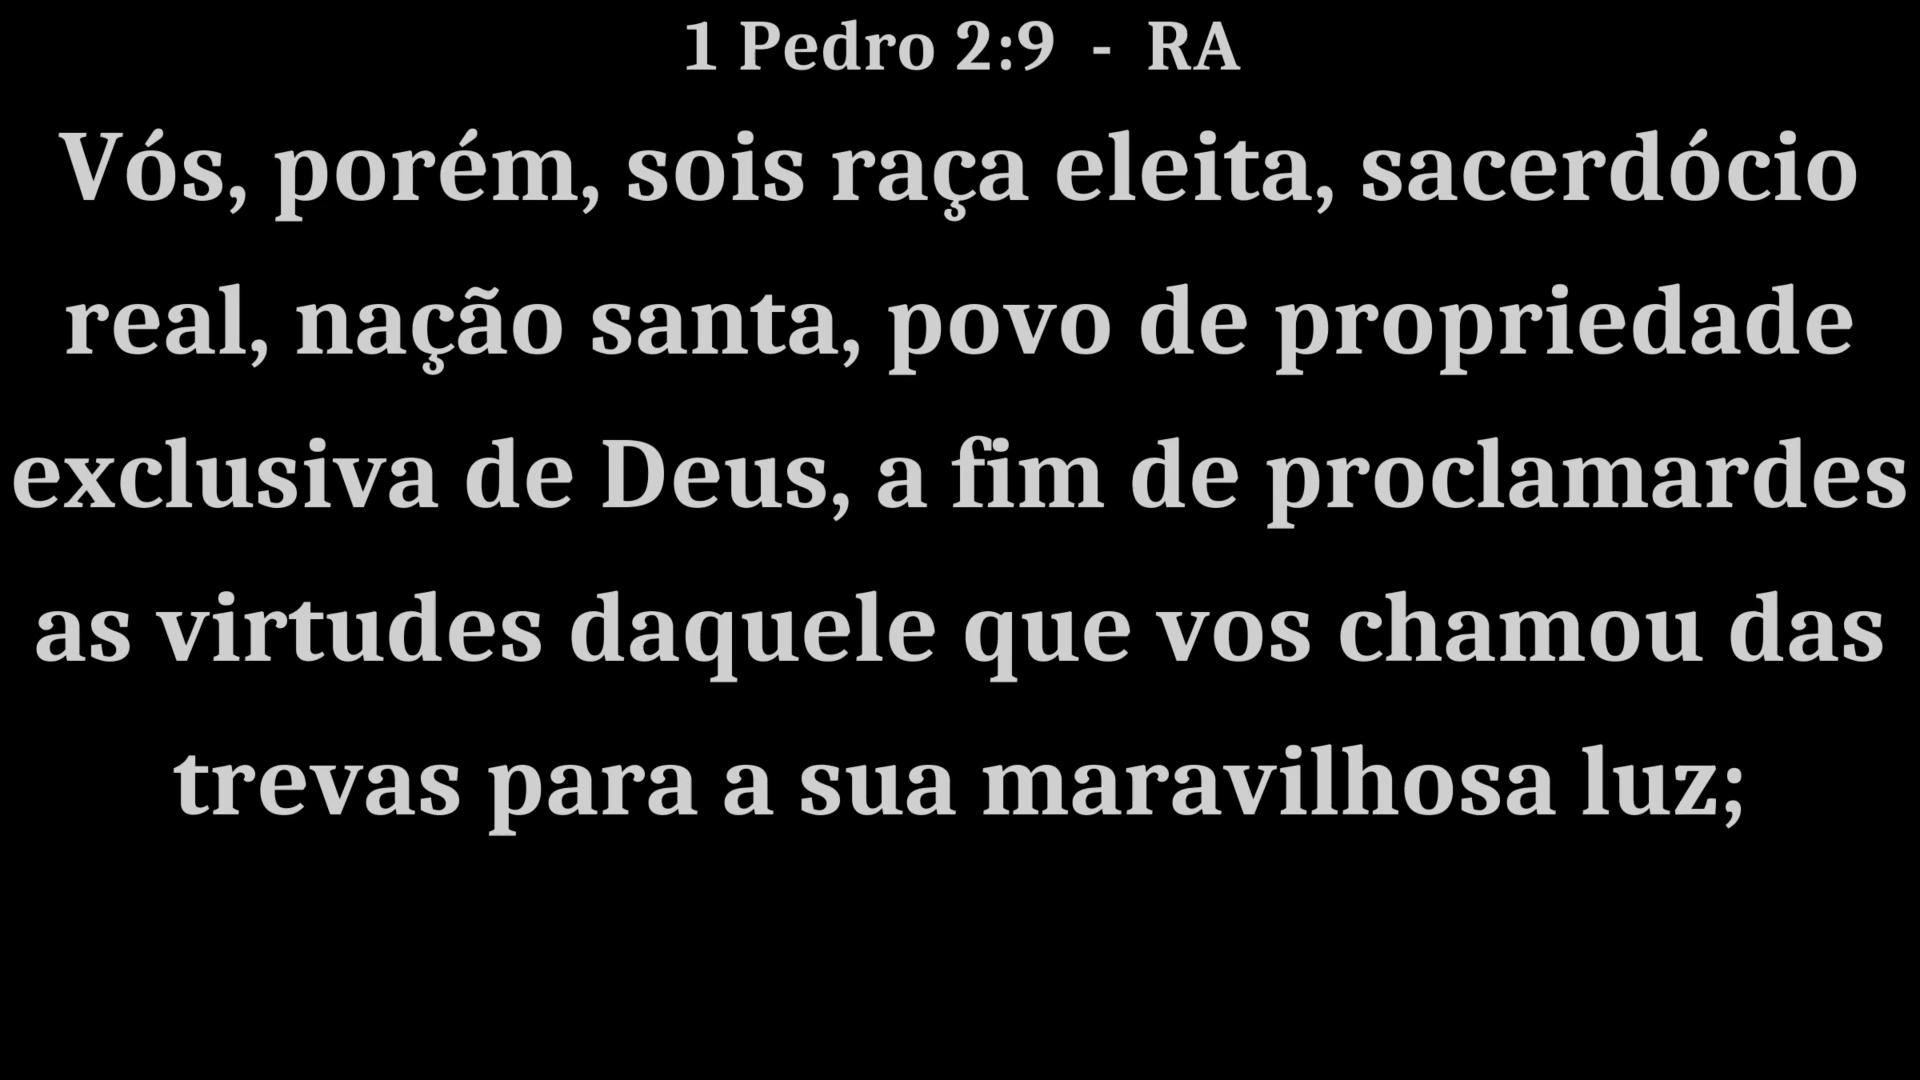 1 Pedro 2:9 - RA
Vós, porém, sois raça eleita, sacerdócio
real, nação santa, povo de propriedade
exclusiva de Deus, a fim de proclamardes
as virtudes daquele que vos chamou das
trevas para a sua maravilhosa luz;